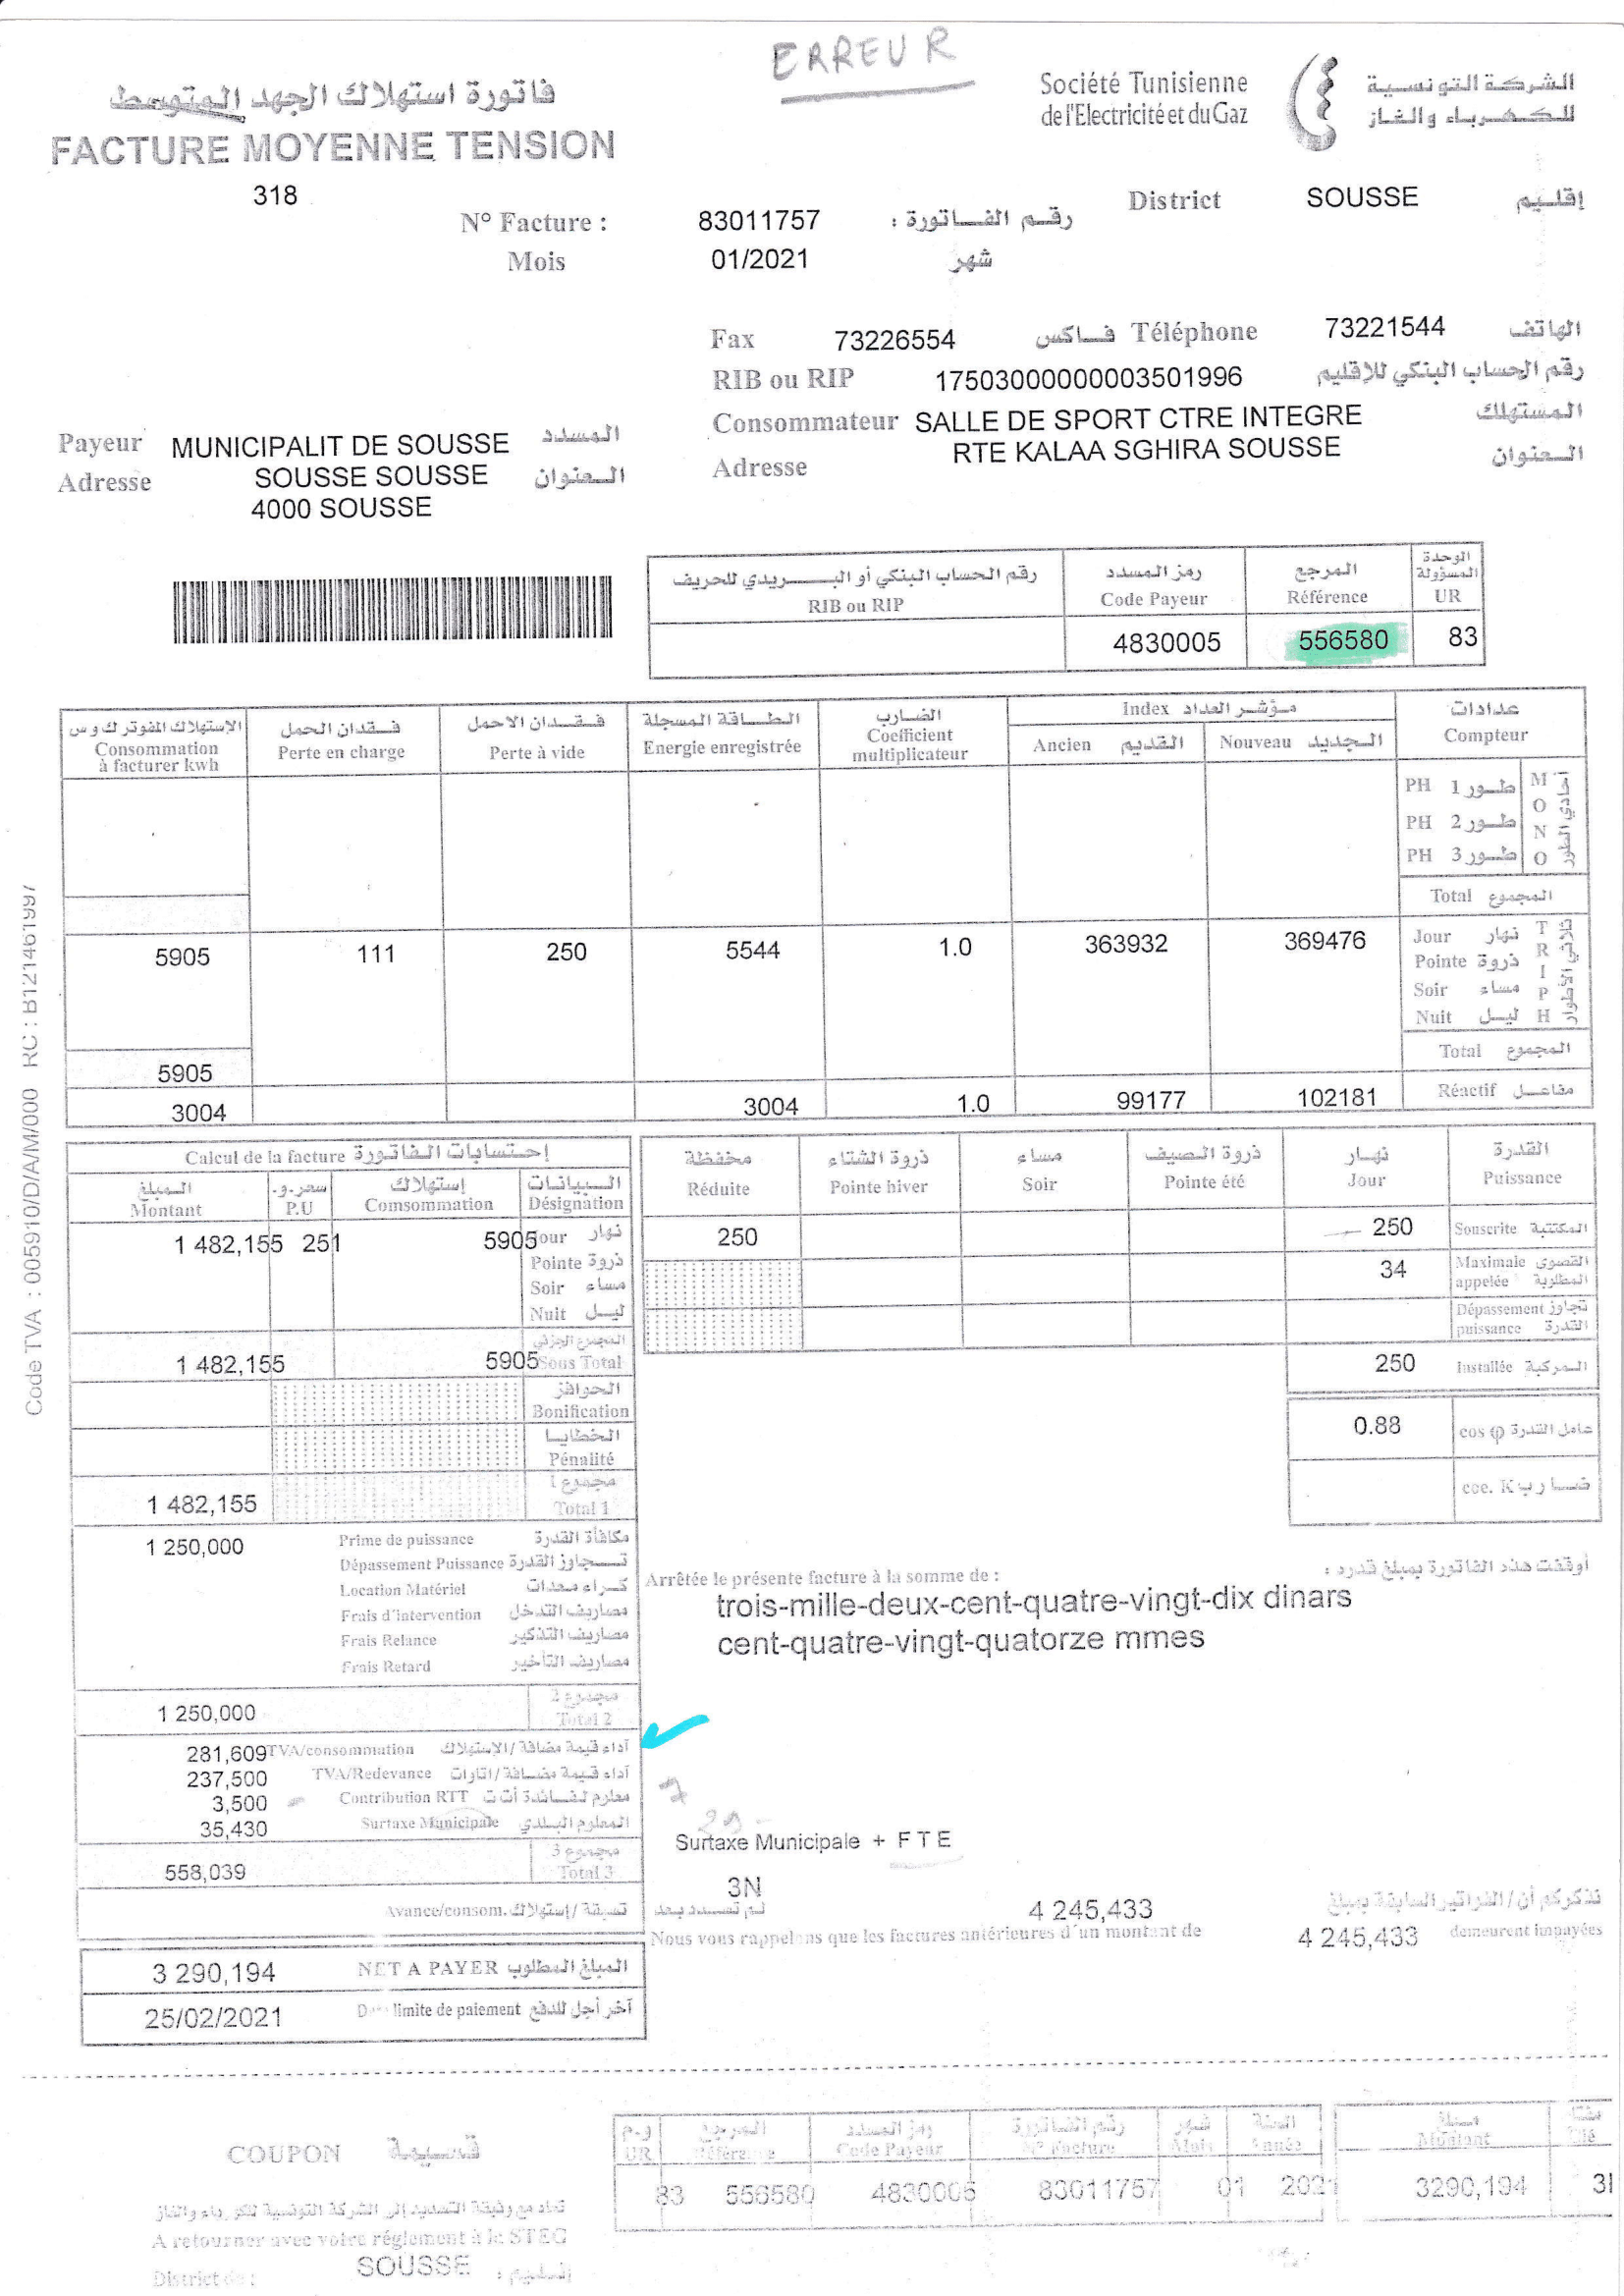 ERREUR
فاتورة استهلاك الجهد المتوسط
FACTURE MOYENNE TENSION
318
Société Tunisienne
de l'Electricité et du Gaz
الشركة التونسية
للكهرباء والغاز
District SOUSSE إقليم
N° Facture : 83011757 رقم الفاتورة :
Mois 01/2021 شهر
Fax 73226554 فاكس Téléphone 73221544 الهاتف
RIB ou RIP 17503000000003501996 رقم الحساب البنكي للإقليم
Consommateur SALLE DE SPORT CTRE INTEGRE المستهلك
Adresse RTE KALAA SGHIRA SOUSSE العنوان
Payeur MUNICIPALIT DE SOUSSE المسدد
Adresse SOUSSE SOUSSE العنوان
4000 SOUSSE
رقم الحساب البنكي أو البريدي للحريف رمز المسدد المرجع الوحدة المسؤولة
RIB ou RIP Code Payeur Référence UR
4830005 556580 83
الإستهلاك المفوتر ك و س فقدان الحمل فقدان الاحمل الطاقة المسجلة الضارب مؤشر العداد Index عدادات
Consommation à facturer kwh Perte en charge Perte à vide Energie enregistrée Coefficient multiplicateur Ancien القديم Nouveau الجديد Compteur
PH 1 طور
PH 2 طور
PH 3 طور
MONO أحادي الطور
Total المجموع
5905 111 250 5544 1.0 363932 369476 Jour نهار
Pointe ذروة
Soir مساء
Nuit ليل
TRIPH ثلاثي الأطوار
5905 Total المجموع
3004 3004 1.0 99177 102181 Réactif مفاعل
Calcul de la facture إحتسابات الفاتورة
المبلغ سعر.و. إستهلاك البيانات
Montant P.U Comsommation Désignation
1 482,155 251 5905 Jour نهار
Pointe ذروة
Soir مساء
Nuit ليل
المجموع الجزئي
1 482,155 5905 Sous Total
الحوافز
Bonification
الخطايا
Pénalité
مجموع 1
1 482,155 Total 1
1 250,000 Prime de puissance مكافأة القدرة
Dépassement Puissance تجاوز القدرة
Location Matériel كراء معدات
Frais d'intervention مصاريف التدخل
Frais Relance مصاريف التذكير
Frais Retard مصاريف التأخير
مجموع 2
1 250,000 Total 2
281,609 TVA/consommation آداء قيمة مضافة/الإستهلاك
237,500 TVA/Redevance آداء قيمة مضافة/اتاوات
3,500 Contribution RTT معلوم لفائدة أت ت
35,430 Surtaxe Municipale المعلوم البلدي
مجموع 3
558,039 Total 3
Avance/consom. تسبقة/إستهلاك
3 290,194 NET A PAYER المبلغ المطلوب
25/02/2021 limite de paiement آخر أجل للدفع
مخفظة ذروة الشتاء مساء ذروة الصيف نهار القدرة
Réduite Pointe hiver Soir Pointe été Jour Puissance
250 250 Souscrite المكتتبة
34 Maximale appelée القصوى المطلوبة
Dépassement puissance تجاوز القدرة
250 Installée المركبة
0.88 cos φ عامل القدرة
coe. K ضارب
أوقفت هذه الفاتورة بمبلغ قدره :
Arrêtée le présente facture à la somme de :
trois-mille-deux-cent-quatre-vingt-dix dinars
cent-quatre-vingt-quatorze mmes
Surtaxe Municipale + F T E
3N
4 245,433
نذكركم أن/الفواتير السابقة بمبلغ
لم تسدد بعد
Nous vous rappelons que les factures antérieures d'un montant de 4 245,433 demeurent impayées
Code TVA : 005910/D/A/M/000 RC : B121461997
COUPON قسيمة
تعاد مع وثيقة التسديد إلى الشركة التونسية للكهرباء والغاز
A retourner avec votre réglement à la STEG
District de : SOUSSE إقليم :
و.م المرجع رمز المسدد رقم الفاتورة شهر السنة مبلغ
UR Référence Code Payeur N° Facture Mois Année Montant Clé
83 556580 4830005 83011757 01 2021 3290,194 31